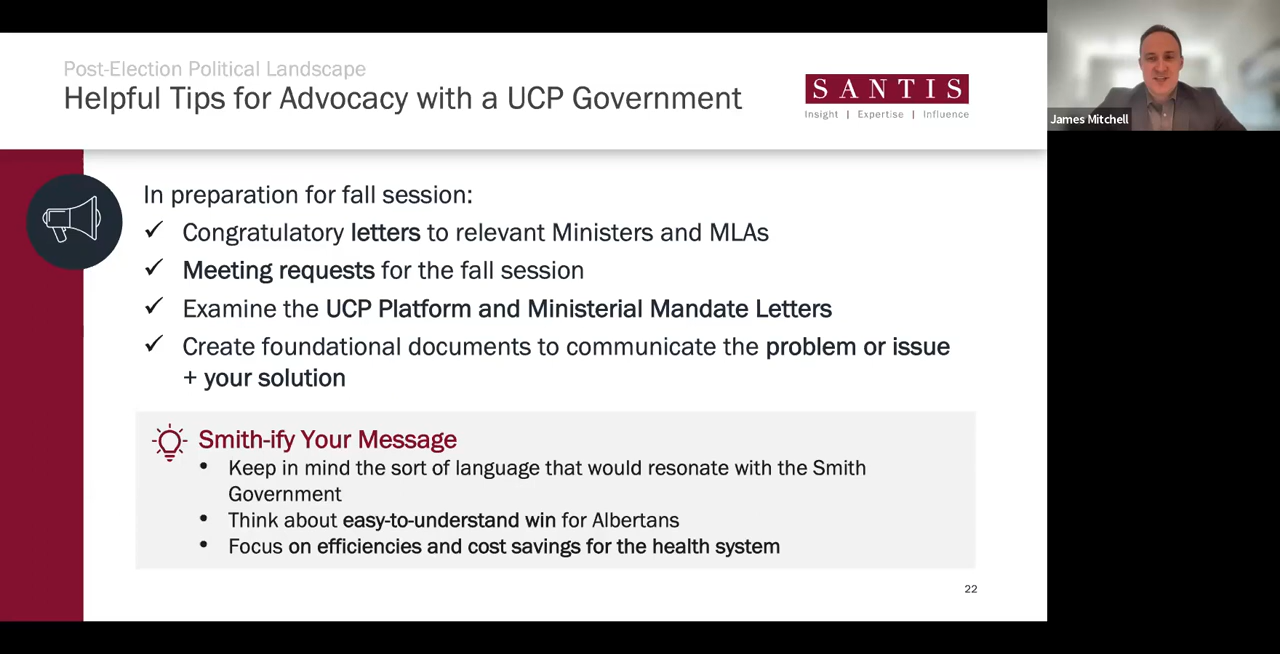 Post-Election Political Landscape
Helpful Tips for Advocacy with a UCP Government
SANTIS
Insight | Expertise | Influence
James Mitchell
In preparation for fall session:
✓ Congratulatory letters to relevant Ministers and MLAs
✓ Meeting requests for the fall session
✓ Examine the UCP Platform and Ministerial Mandate Letters
✓ Create foundational documents to communicate the problem or issue
+ your solution
Smith-ify Your Message
• Keep in mind the sort of language that would resonate with the Smith
Government
• Think about easy-to-understand win for Albertans
• Focus on efficiencies and cost savings for the health system
22